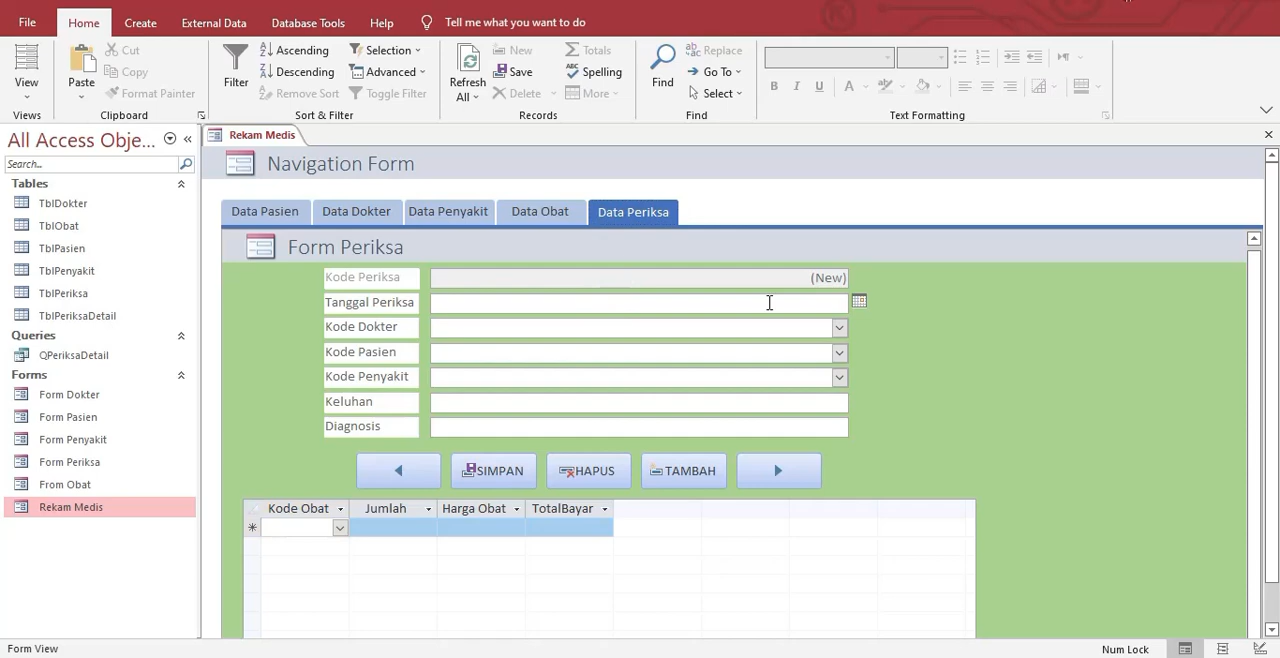 File Home Create External Data Database Tools Help Tell me what you want to do
View
Views
Paste
Cut
Copy
Format Painter
Clipboard
Filter
Ascending
Descending
Remove Sort
Selection
Advanced
Toggle Filter
Sort & Filter
Refresh
All
New
Save
Delete
Totals
Spelling
More
Records
Find
Replace
Go To
Select
Find
B I U A
Text Formatting
All Access Obje...
Search...
Tables
TblDokter
TblObat
TblPasien
TblPenyakit
TblPeriksa
TblPeriksaDetail
Queries
QPeriksaDetail
Forms
Form Dokter
Form Pasien
Form Penyakit
Form Periksa
From Obat
Rekam Medis
Rekam Medis
Navigation Form
Data Pasien Data Dokter Data Penyakit Data Obat Data Periksa
Form Periksa
Kode Periksa (New)
Tanggal Periksa
Kode Dokter
Kode Pasien
Kode Penyakit
Keluhan
Diagnosis
SIMPAN HAPUS TAMBAH
Kode Obat Jumlah Harga Obat TotalBayar
Form View Num Lock